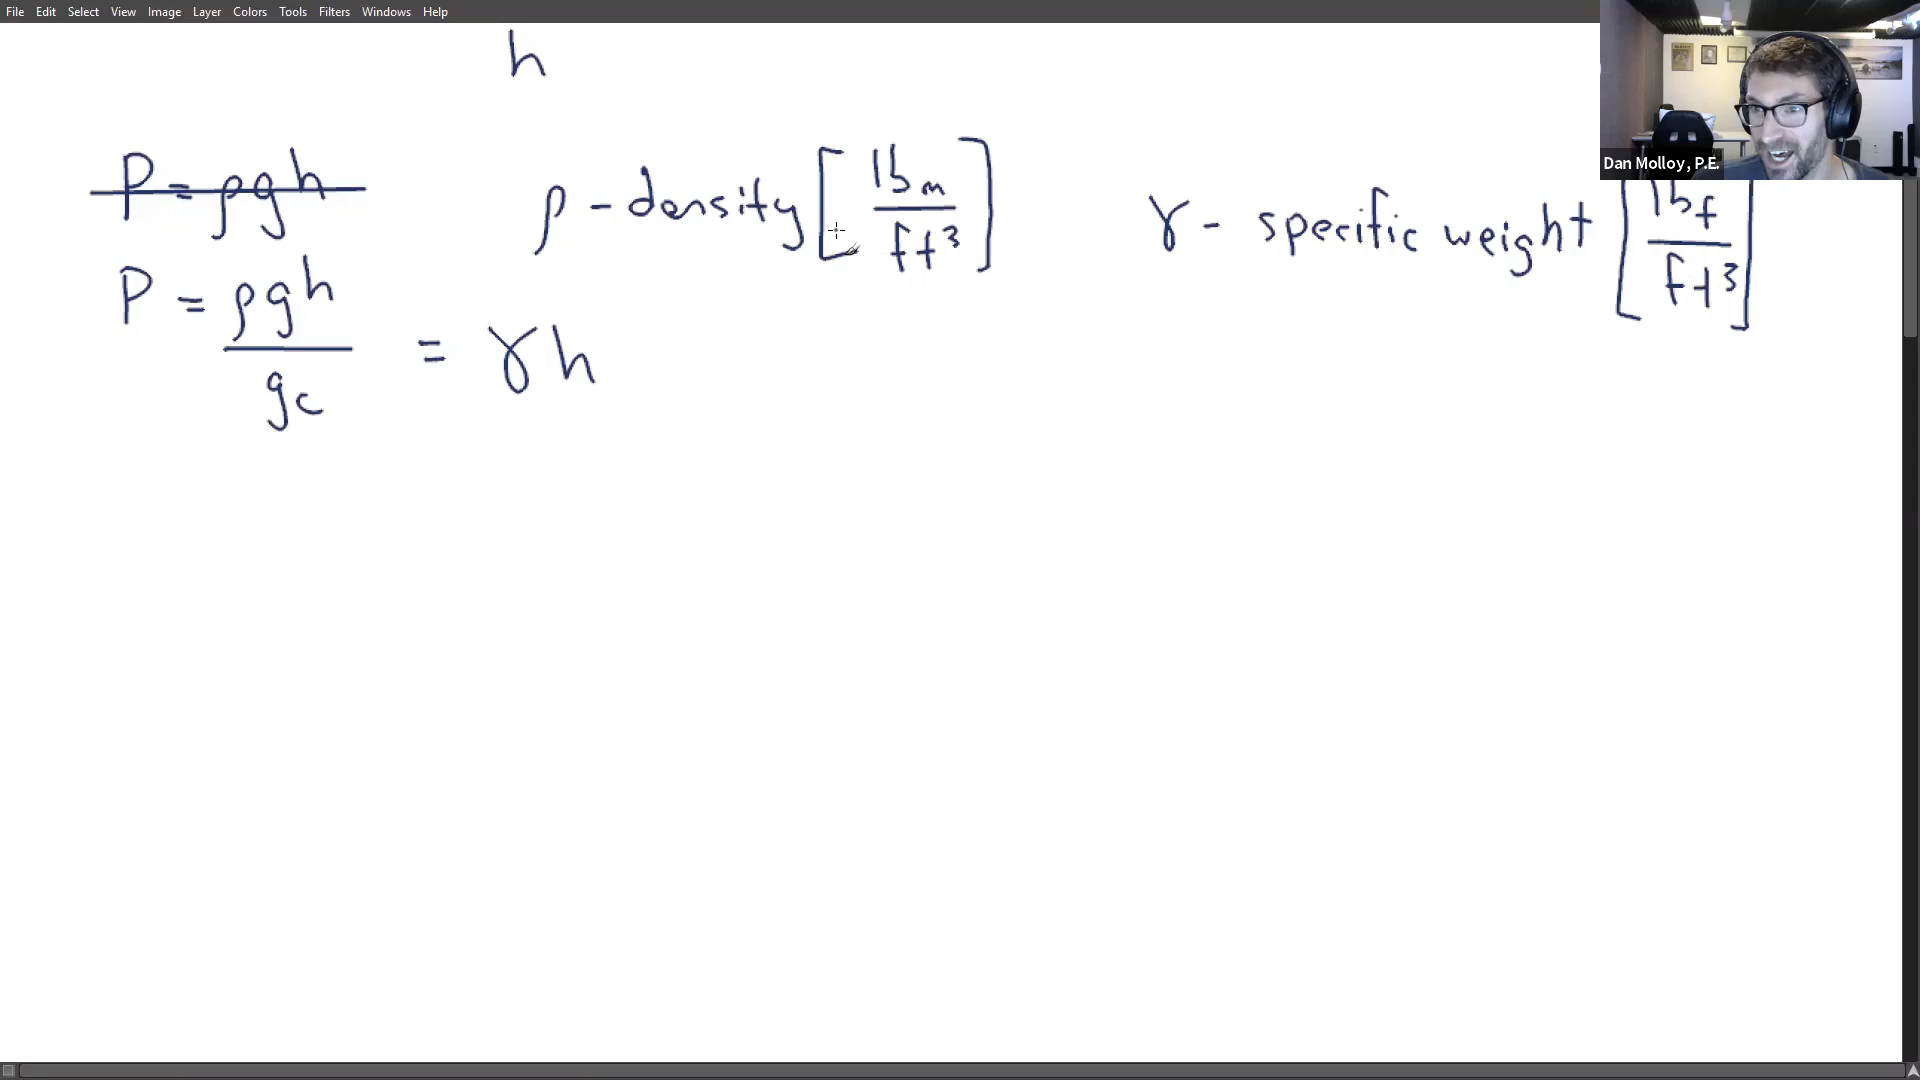 File Edit Select View Image Layer Colors Tools Filters Windows Help
h
P = ρgh
ρ - density [lbm/ft³]
γ - specific weight [lbf/ft³]
P = ρgh/gc = γh
Dan Molloy, P.E.